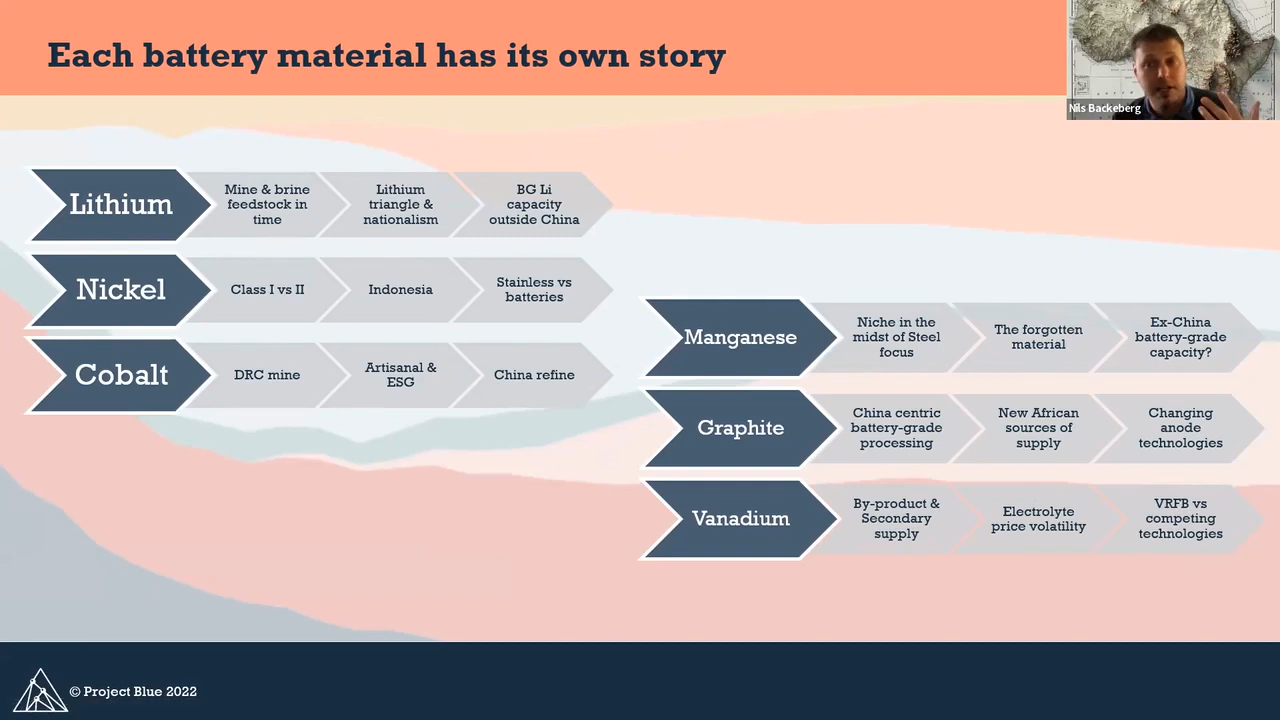 Each battery material has its own story
Nils Backeberg
Lithium
Mine & brine
feedstock in
time
Lithium
triangle &
nationalism
BG Li
capacity
outside China
Nickel
Class I vs II
Indonesia
Stainless vs
batteries
Cobalt
DRC mine
Artisanal &
ESG
China refine
Manganese
Niche in the
midst of Steel
focus
The forgotten
material
Ex-China
battery-grade
capacity?
Graphite
China centric
battery-grade
processing
New African
sources of
supply
Changing
anode
technologies
Vanadium
By-product &
Secondary
supply
Electrolyte
price volatility
VRFB vs
competing
technologies
© Project Blue 2022